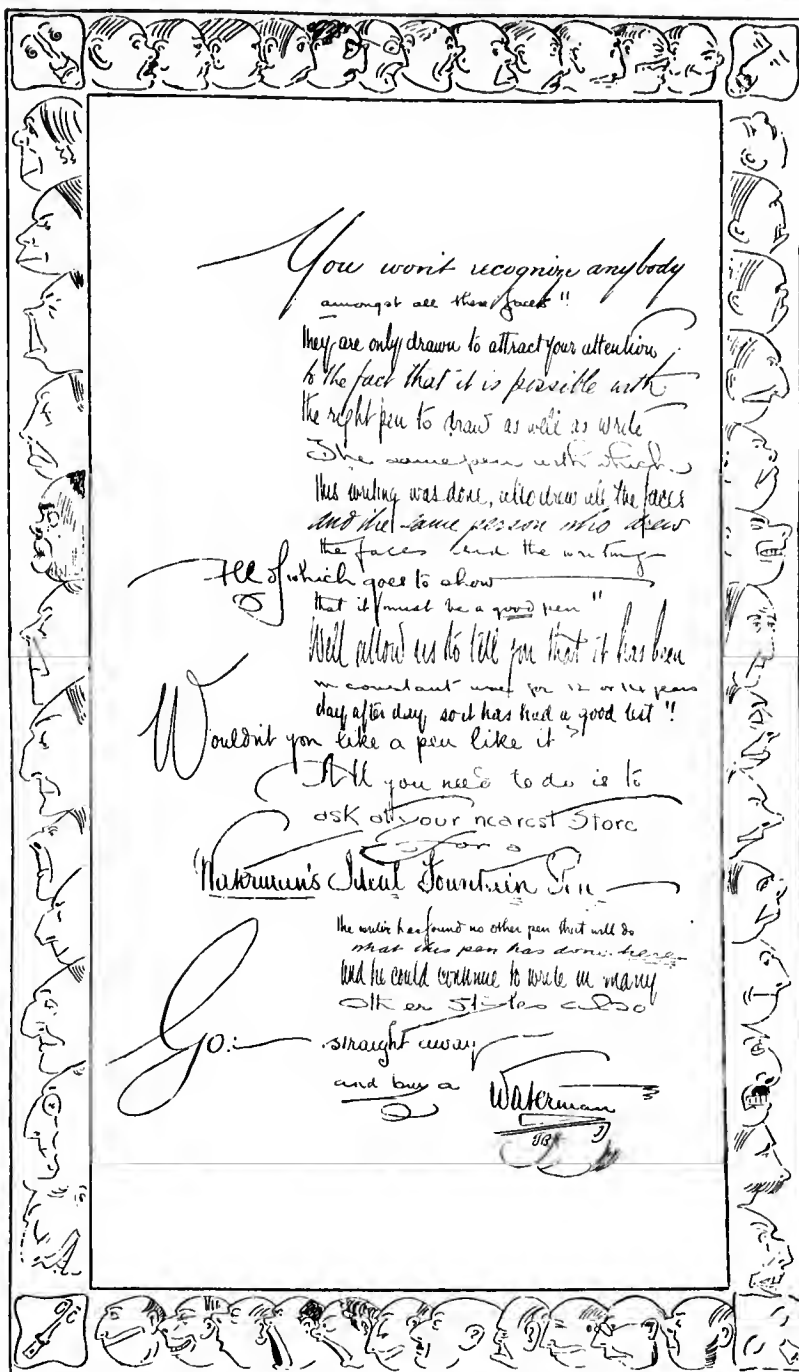 You won't recognize anybody
amongst all these faces"!
They are only drawn to attract your attention
to the fact that it is possible with
the right pen to draw as well as write
The same pen with which
this writing was done, also drew all the faces
and the same person who drew
the faces did the writing
All of which goes to show
that it must be a good pen"
Well allow us to tell you that it has been
in constant use for 12 or 14 years
day after day, so it has had a good test"!
Wouldn't you like a pen like it?
All you need to do is to
ask at your nearest Store
for a
"Waterman's Ideal Fountain Pen
The writer has found no other pen that will do
what this pen has done here
and he could continue to write in many
other styles also
Go:— straight away
and buy a
Waterman